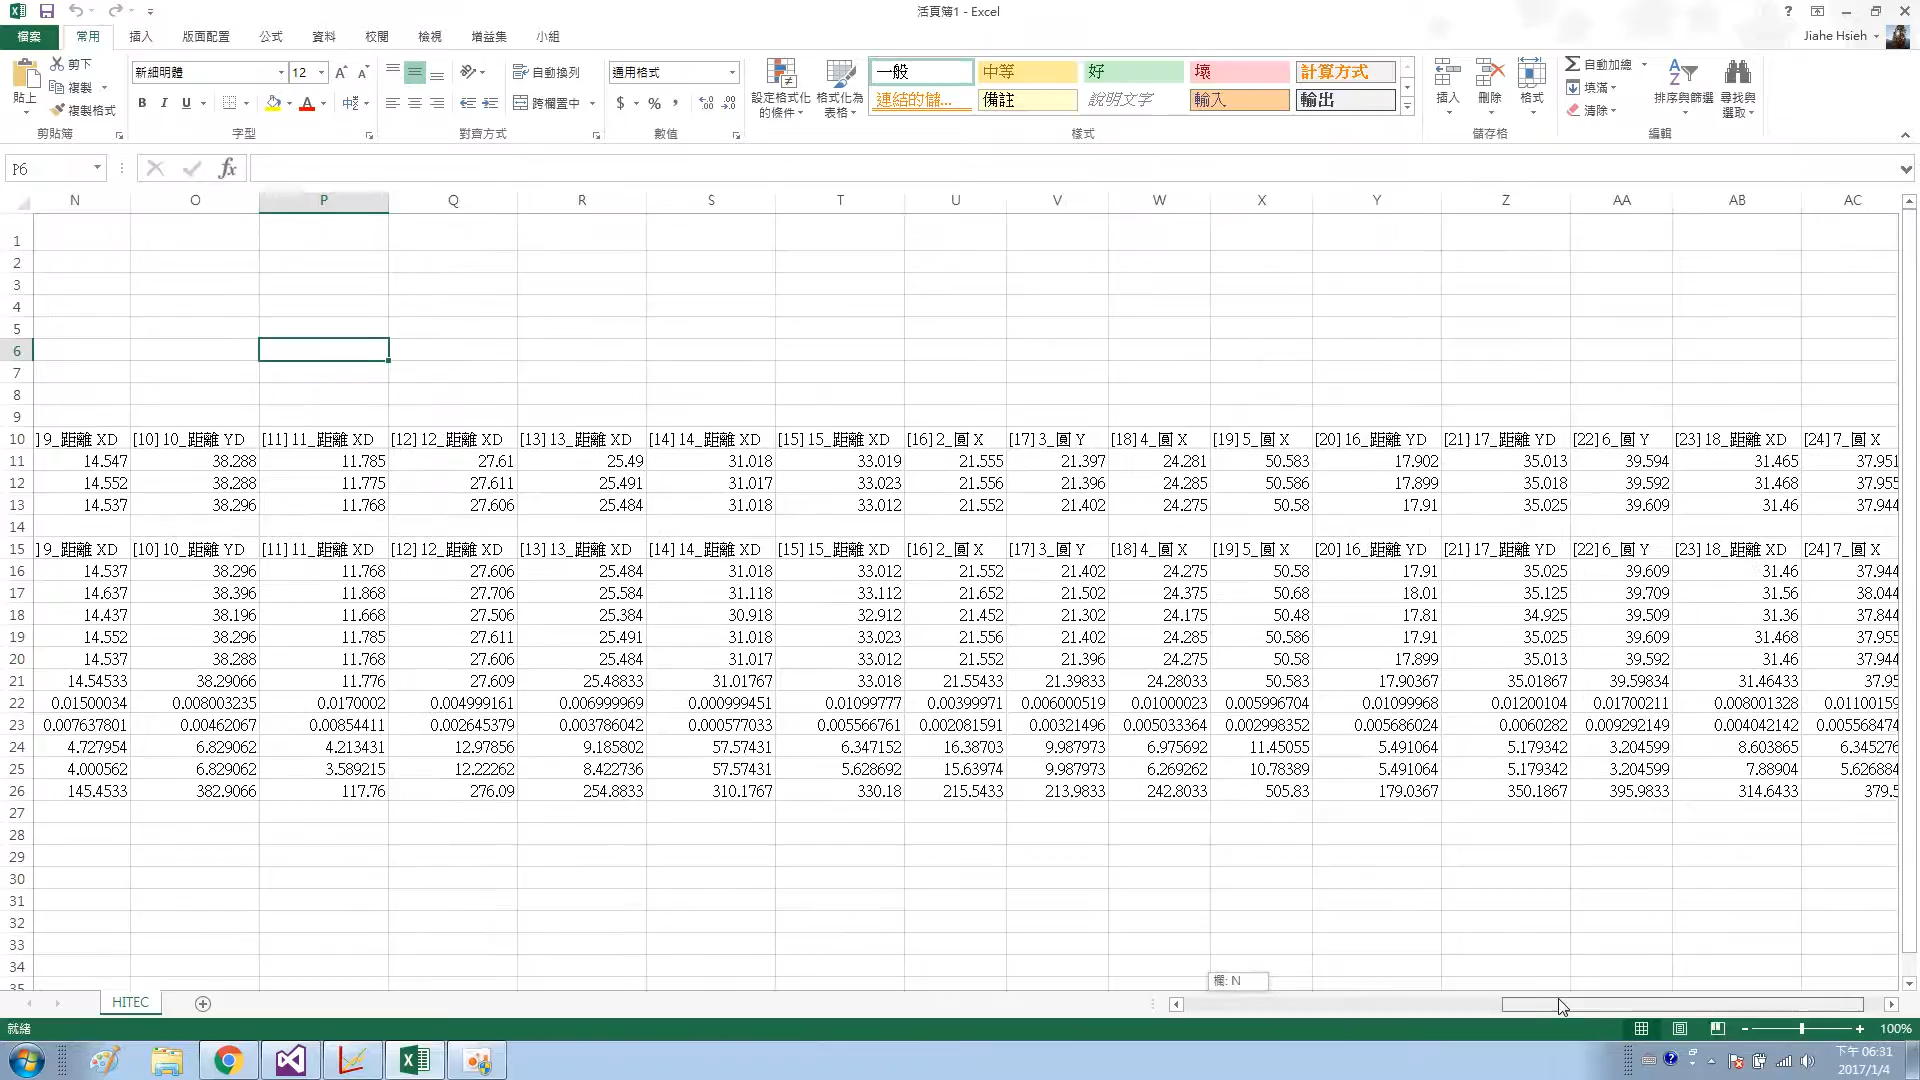 活頁簿1 - Excel
檔案 常用 插入 版面配置 公式 資料 校閱 檢視 增益集 小組
Jiahe Hsieh
貼上 剪下 複製 複製格式 剪貼簿
新細明體 12 字型
自動換列 跨欄置中 對齊方式
通用格式 數值
設定格式化的條件 格式化為表格
一般 中等 好 壞 計算方式
連結的儲... 備註 說明文字 輸入 輸出
樣式
插入 刪除 格式 儲存格
自動加總 填滿 清除 排序與篩選 尋找與選取 編輯
P6
N O P Q R S T U V W X Y Z AA AB AC
1
2
3
4
5
6
7
8
9
10 ] 9_距離 XD [10] 10_距離 YD [11] 11_距離 XD [12] 12_距離 XD [13] 13_距離 XD [14] 14_距離 XD [15] 15_距離 XD [16] 2_圓 X [17] 3_圓 Y [18] 4_圓 X [19] 5_圓 X [20] 16_距離 YD [21] 17_距離 YD [22] 6_圓 Y [23] 18_距離 XD [24] 7_圓 X
11 14.547 38.288 11.785 27.61 25.49 31.018 33.019 21.555 21.397 24.281 50.583 17.902 35.013 39.594 31.465 37.951
12 14.552 38.288 11.775 27.611 25.491 31.017 33.023 21.556 21.396 24.285 50.586 17.899 35.018 39.592 31.468 37.955
13 14.537 38.296 11.768 27.606 25.484 31.018 33.012 21.552 21.402 24.275 50.58 17.91 35.025 39.609 31.46 37.944
14
15 ] 9_距離 XD [10] 10_距離 YD [11] 11_距離 XD [12] 12_距離 XD [13] 13_距離 XD [14] 14_距離 XD [15] 15_距離 XD [16] 2_圓 X [17] 3_圓 Y [18] 4_圓 X [19] 5_圓 X [20] 16_距離 YD [21] 17_距離 YD [22] 6_圓 Y [23] 18_距離 XD [24] 7_圓 X
16 14.537 38.296 11.768 27.606 25.484 31.018 33.012 21.552 21.402 24.275 50.58 17.91 35.025 39.609 31.46 37.944
17 14.637 38.396 11.868 27.706 25.584 31.118 33.112 21.652 21.502 24.375 50.68 18.01 35.125 39.709 31.56 38.044
18 14.437 38.196 11.668 27.506 25.384 30.918 32.912 21.452 21.302 24.175 50.48 17.81 34.925 39.509 31.36 37.844
19 14.552 38.296 11.785 27.611 25.491 31.018 33.023 21.556 21.402 24.285 50.586 17.91 35.025 39.609 31.468 37.955
20 14.537 38.288 11.768 27.606 25.484 31.017 33.012 21.552 21.396 24.275 50.58 17.899 35.013 39.592 31.46 37.944
21 14.54533 38.29066 11.776 27.609 25.48833 31.01767 33.018 21.55433 21.39833 24.28033 50.583 17.90367 35.01867 39.59834 31.46433 37.95
22 0.01500034 0.008003235 0.0170002 0.004999161 0.006999969 0.000999451 0.01099777 0.00399971 0.006000519 0.01000023 0.005996704 0.01099968 0.01200104 0.01700211 0.008001328 0.01100159
23 0.007637801 0.00462067 0.00854411 0.002645379 0.003786042 0.000577033 0.005566761 0.002081591 0.00321496 0.005033364 0.002998352 0.005686024 0.0060282 0.009292149 0.004042142 0.005568474
24 4.727954 6.829062 4.213431 12.97856 9.185802 57.57431 6.347152 16.38703 9.987973 6.975692 11.45055 5.491064 5.179342 3.204599 8.603865 6.345276
25 4.000562 6.829062 3.589215 12.22262 8.422736 57.57431 5.628692 15.63974 9.987973 6.269262 10.78389 5.491064 5.179342 3.204599 7.88904 5.626884
26 145.4533 382.9066 117.76 276.09 254.8833 310.1767 330.18 215.5433 213.9833 242.8033 505.83 179.0367 350.1867 395.9833 314.6433 379.5
27
28
29
30
31
32
33
34
35
欄: N
HITEC
就緒 100%
下午 06:31
2017/1/4